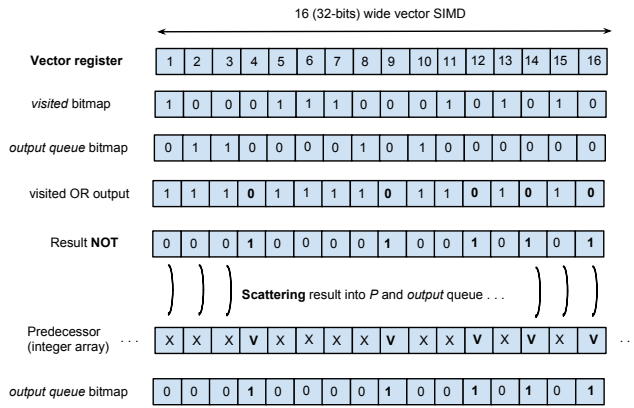 16 (32-bits) wide vector SIMD
Vector register 1 2 3 4 5 6 7 8 9 10 11 12 13 14 15 16
visited bitmap 1 0 0 0 1 1 1 0 0 0 1 0 1 0 1 0
output queue bitmap 0 1 1 0 0 0 0 1 0 1 0 0 0 0 0 0
visited OR output 1 1 1 0 1 1 1 1 0 1 1 0 1 0 1 0
Result NOT 0 0 0 1 0 0 0 0 1 0 0 1 0 1 0 1
Scattering result into P and output queue . . .
Predecessor
(integer array) . . . X X X V X X X X V X X V X V X V . .
output queue bitmap 0 0 0 1 0 0 0 0 1 0 0 1 0 1 0 1